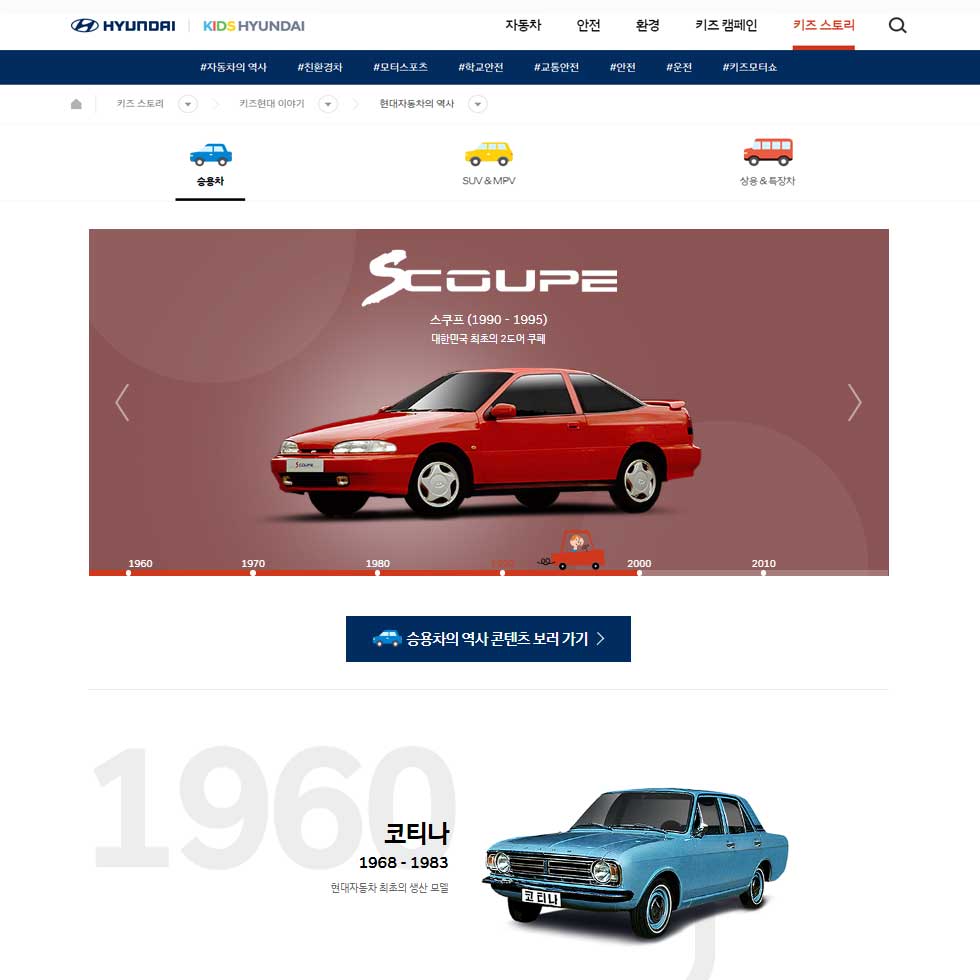 HYUNDAI KIDS HYUNDAI 자동차 안전 환경 키즈 캠페인 키즈 스토리
#자동차의 역사 #친환경차 #모터스포츠 #학교안전 #교통안전 #안전 #운전 #키즈모터쇼
키즈 스토리 키즈현대 이야기 현대자동차의 역사
승용차 SUV & MPV 상용 & 특장차
SCOUPE
스쿠프 (1990 - 1995)
대한민국 최초의 2도어 쿠페
SCOUPE
1960 1970 1980 1990 2000 2010
승용차의 역사 콘텐츠 보러 가기
1960
코티나
1968 - 1983
현대자동차 최초의 생산 모델
코티나